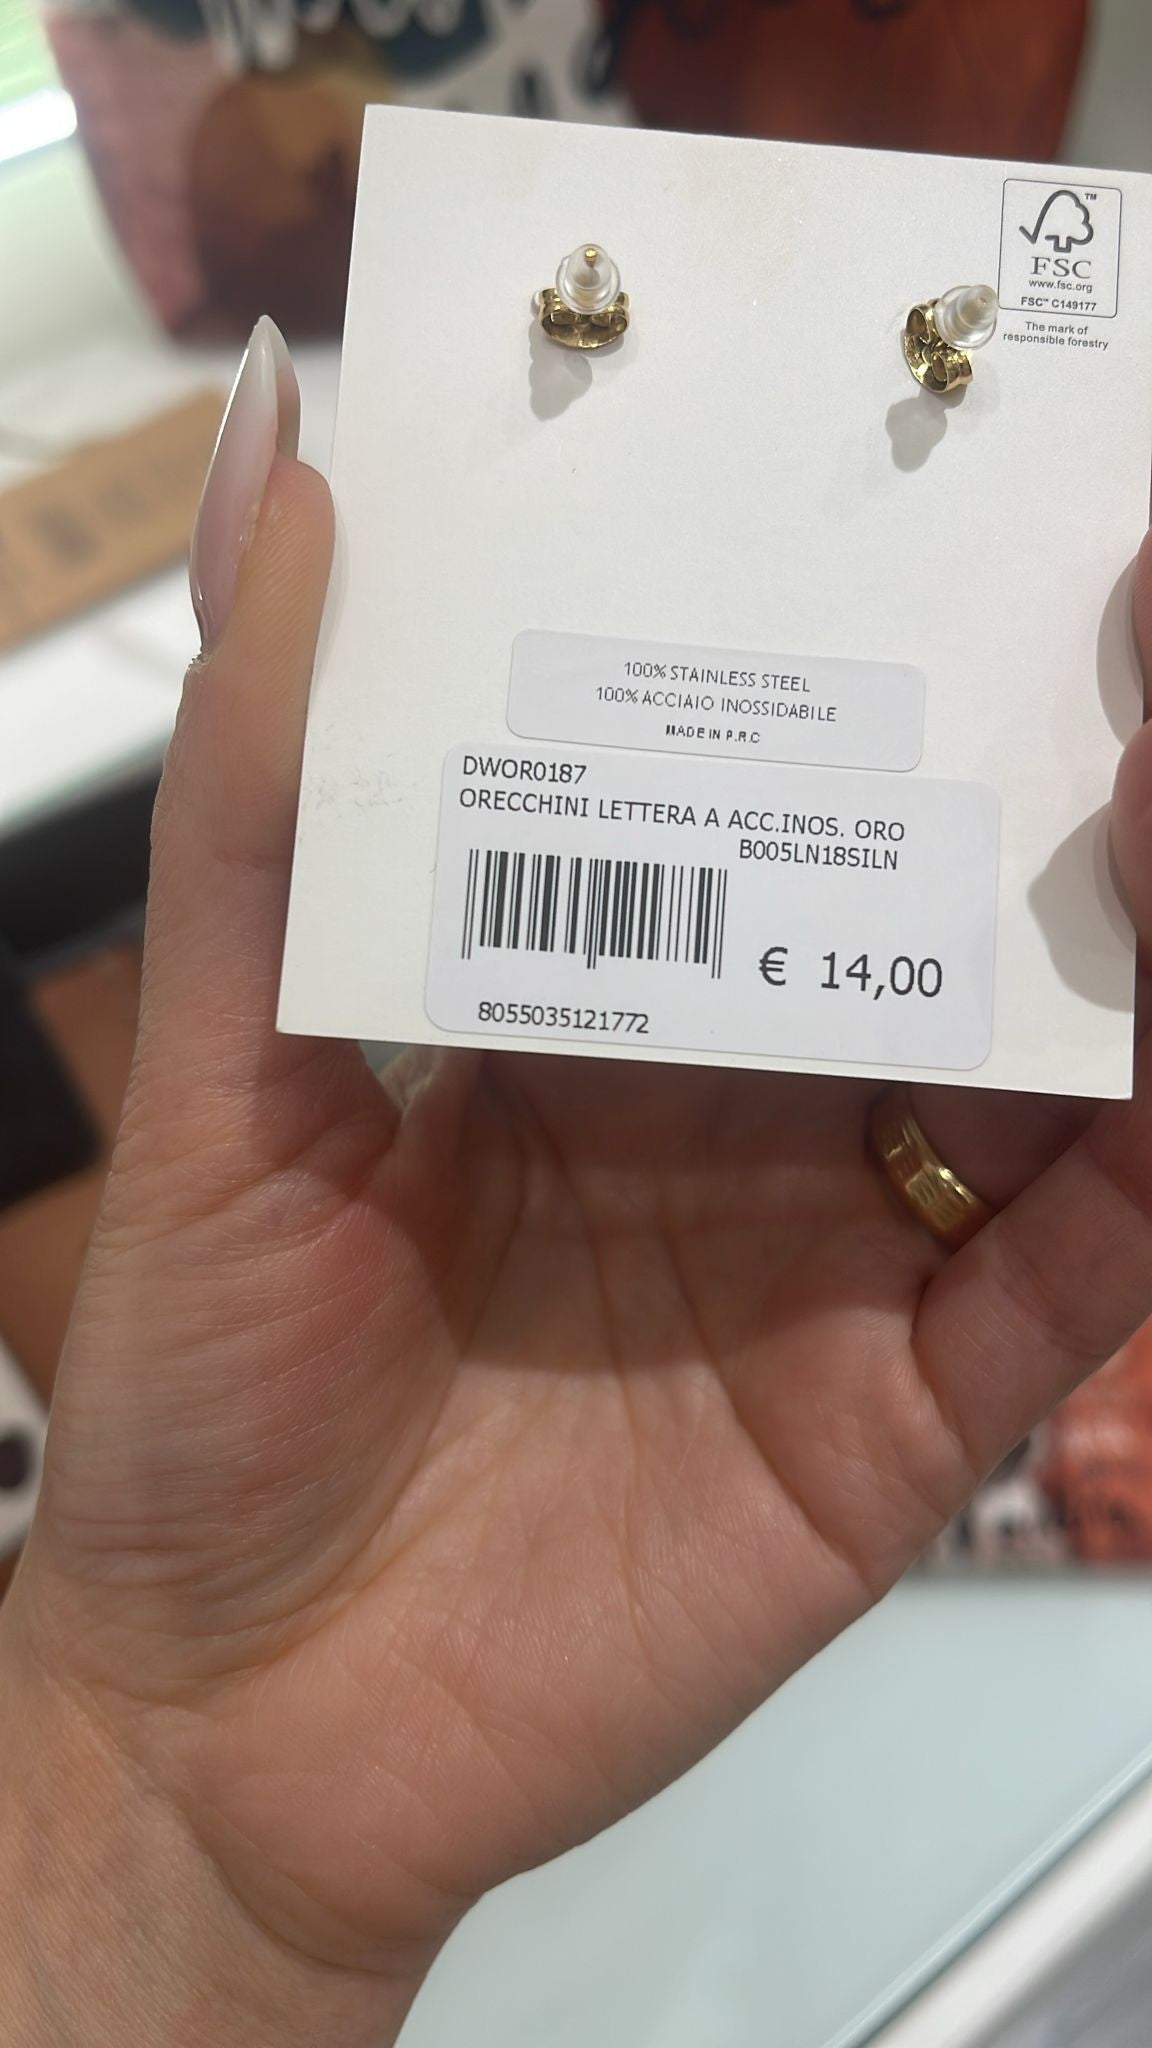 FSC
TM
www.fsc.org
FSC™ C149177
The mark of
responsible forestry
100% STAINLESS STEEL
100% ACCIAIO INOSSIDABILE
MADE IN P.R.C
DWOR0187
ORECCHINI LETTERA A ACC.INOS. ORO
B005LN18SILN
€ 14,00
8055035121772